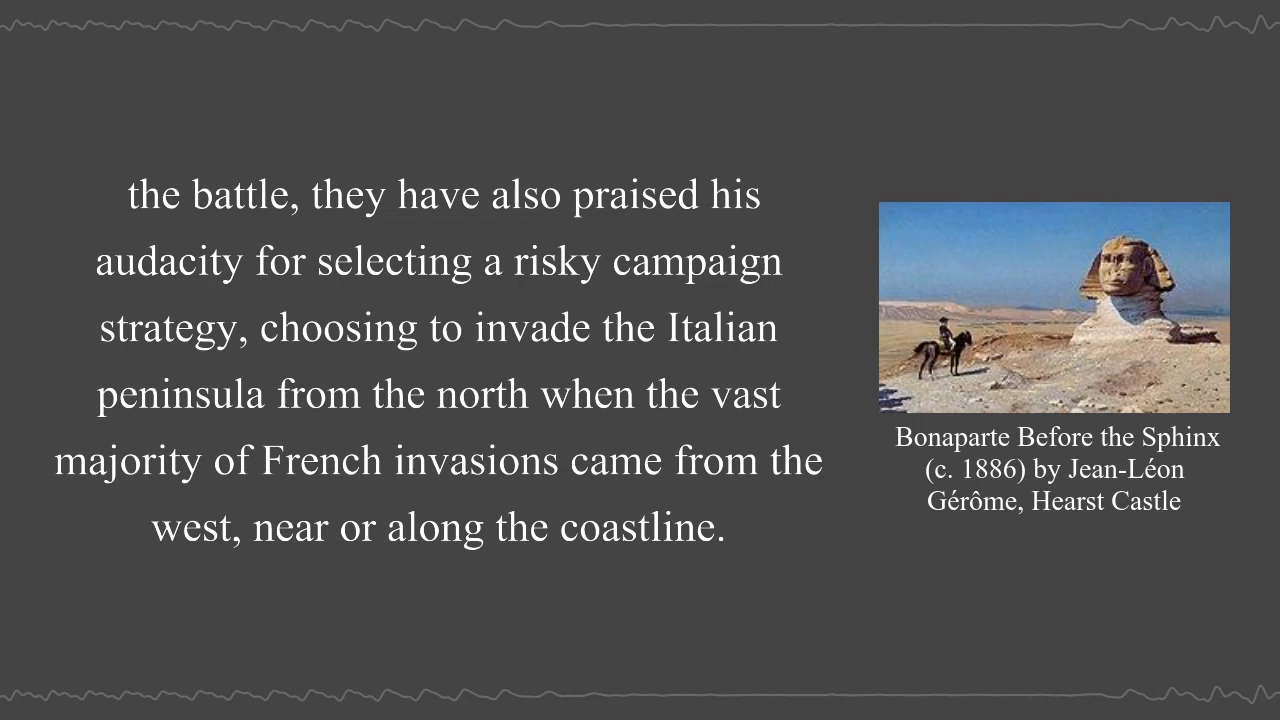 the battle, they have also praised his
audacity for selecting a risky campaign
strategy, choosing to invade the Italian
peninsula from the north when the vast
majority of French invasions came from the
west, near or along the coastline.
Bonaparte Before the Sphinx
(c. 1886) by Jean-Léon
Gérôme, Hearst Castle